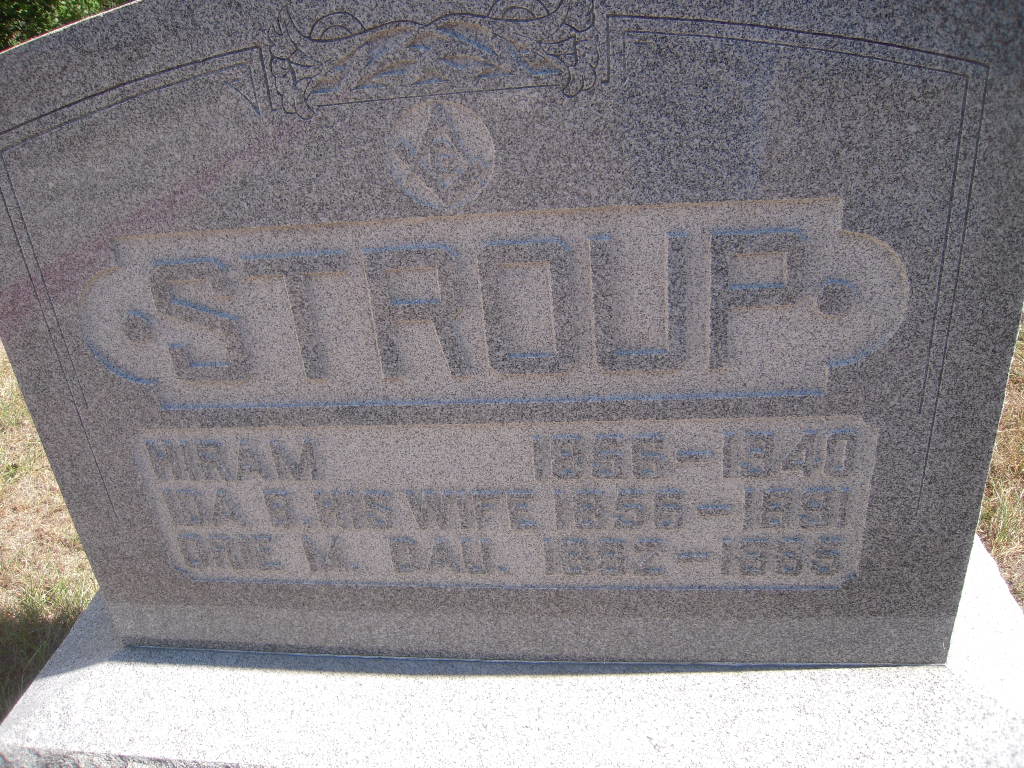 STROUP
HIRAM 1856-1940
IDA B. HIS WIFE 1856-1891
ORIE M. DAU. 1882-1885